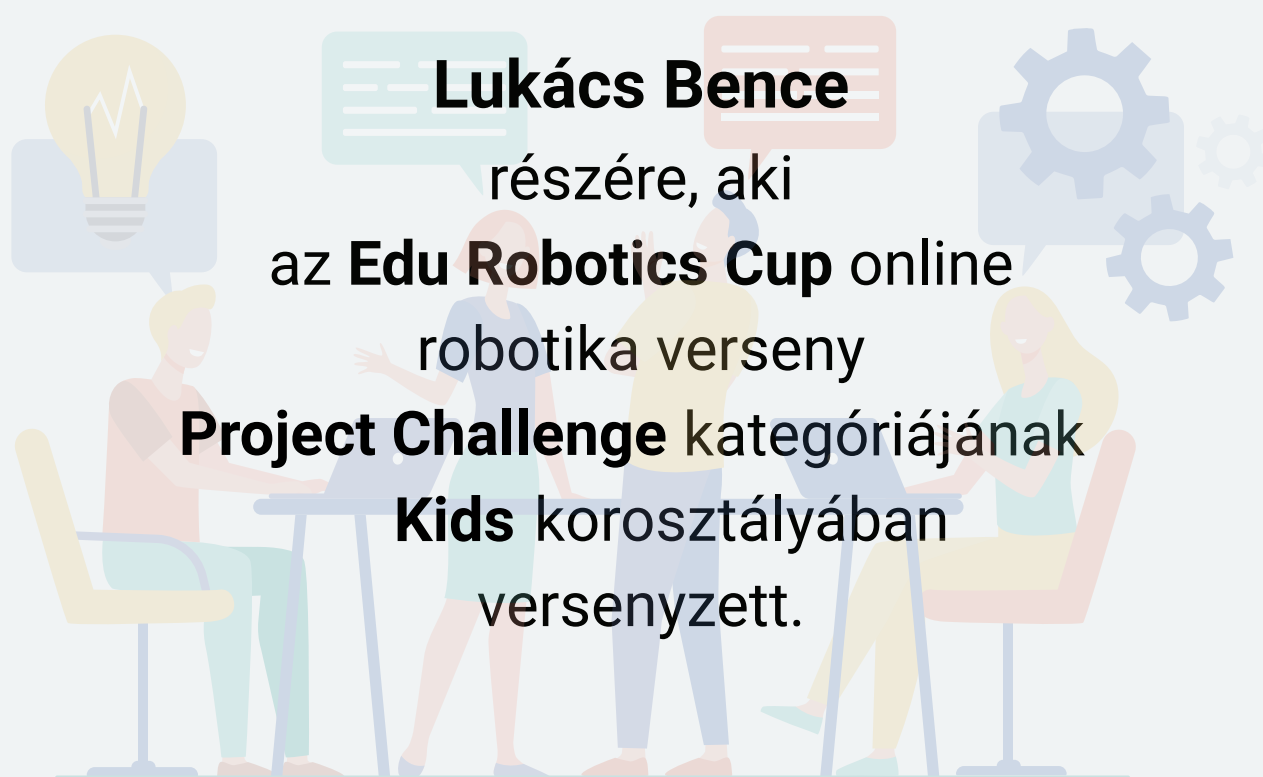 Lukács Bence
részére, aki
az Edu Robotics Cup online
robotika verseny
Project Challenge kategóriájának
Kids korosztályában
versenyzett.